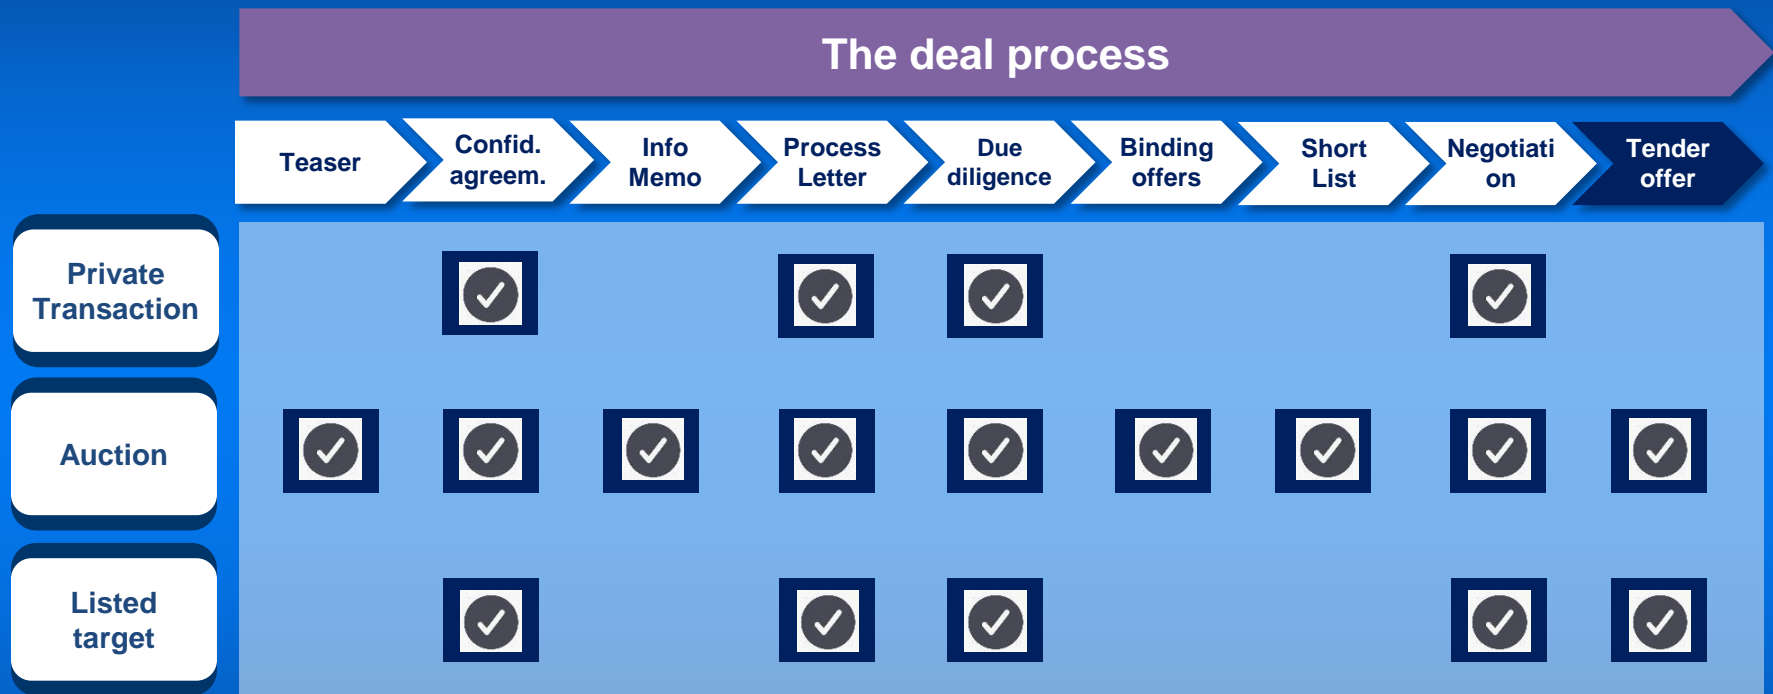 The deal process
Teaser
Confid.
agreem.
Info
Memo
Process
Letter
Due
diligence
Binding
offers
Short
List
Negotiati
on
Tender
offer
Private
Transaction
Auction
Listed
target